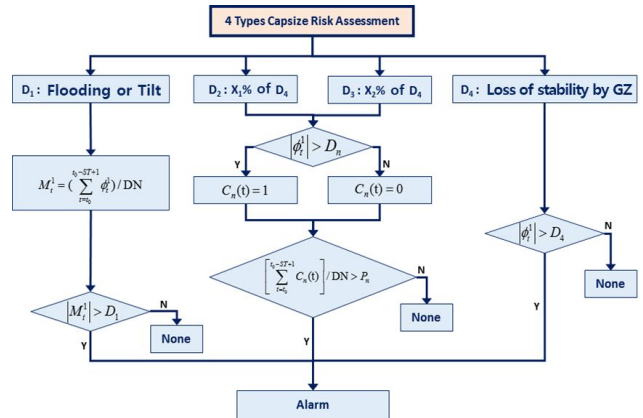 4 Types Capsize Risk Assessment
D₁ : Flooding or Tilt
D₂ : X₁% of D₄
D₃ : X₂% of D₄
D₄ : Loss of stability by GZ
|ϕₜ¹| > Dₙ
Y
N
Mₜ¹ = (∑ₜ₌ₜ₀^(t₀−ST+1) ϕₜ¹) / DN
Cₙ(t) = 1
Cₙ(t) = 0
|ϕₜ¹| > D₄
N
None
Y
[∑ₜ₌ₜ₀^(t₀−ST+1) Cₙ(t)] / DN > Pₙ
N
None
Y
|Mₜ¹| > D₁
N
None
Y
Alarm